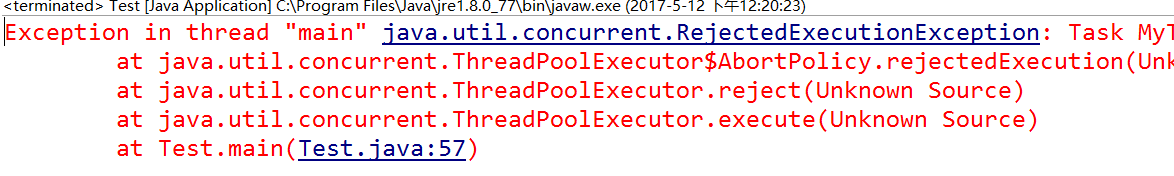 <terminated> Test [Java Application] C:\Program Files\Java\jre1.8.0_77\bin\javaw.exe (2017-5-12 下午12:20:23)
Exception in thread "main" java.util.concurrent.RejectedExecutionException: Task MyT
at java.util.concurrent.ThreadPoolExecutor$AbortPolicy.rejectedExecution(Unk
at java.util.concurrent.ThreadPoolExecutor.reject(Unknown Source)
at java.util.concurrent.ThreadPoolExecutor.execute(Unknown Source)
at Test.main(Test.java:57)